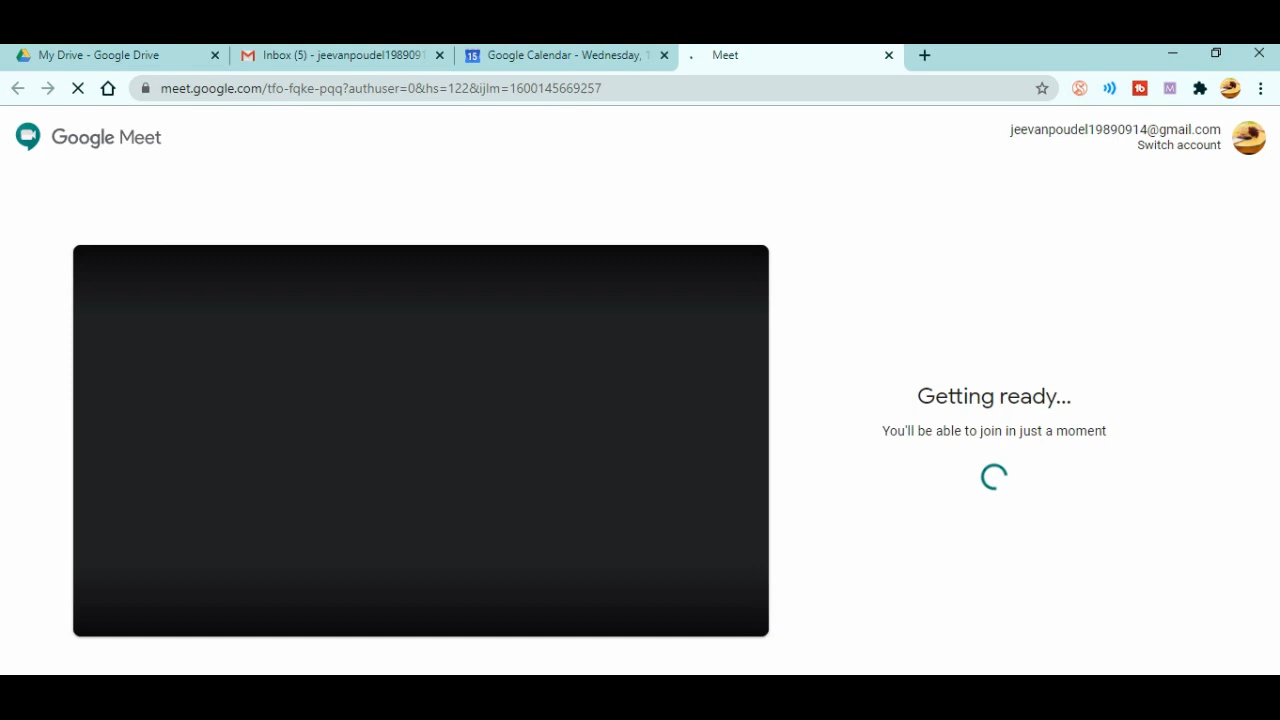 My Drive - Google Drive
Inbox (5) - jeevanpoudel1989091
Google Calendar - Wednesday, 1
Meet
meet.google.com/tfo-fqke-pqq?authuser=0&hs=122&ijlm=1600145669257
Google Meet
jeevanpoudel19890914@gmail.com
Switch account
Getting ready...
You'll be able to join in just a moment